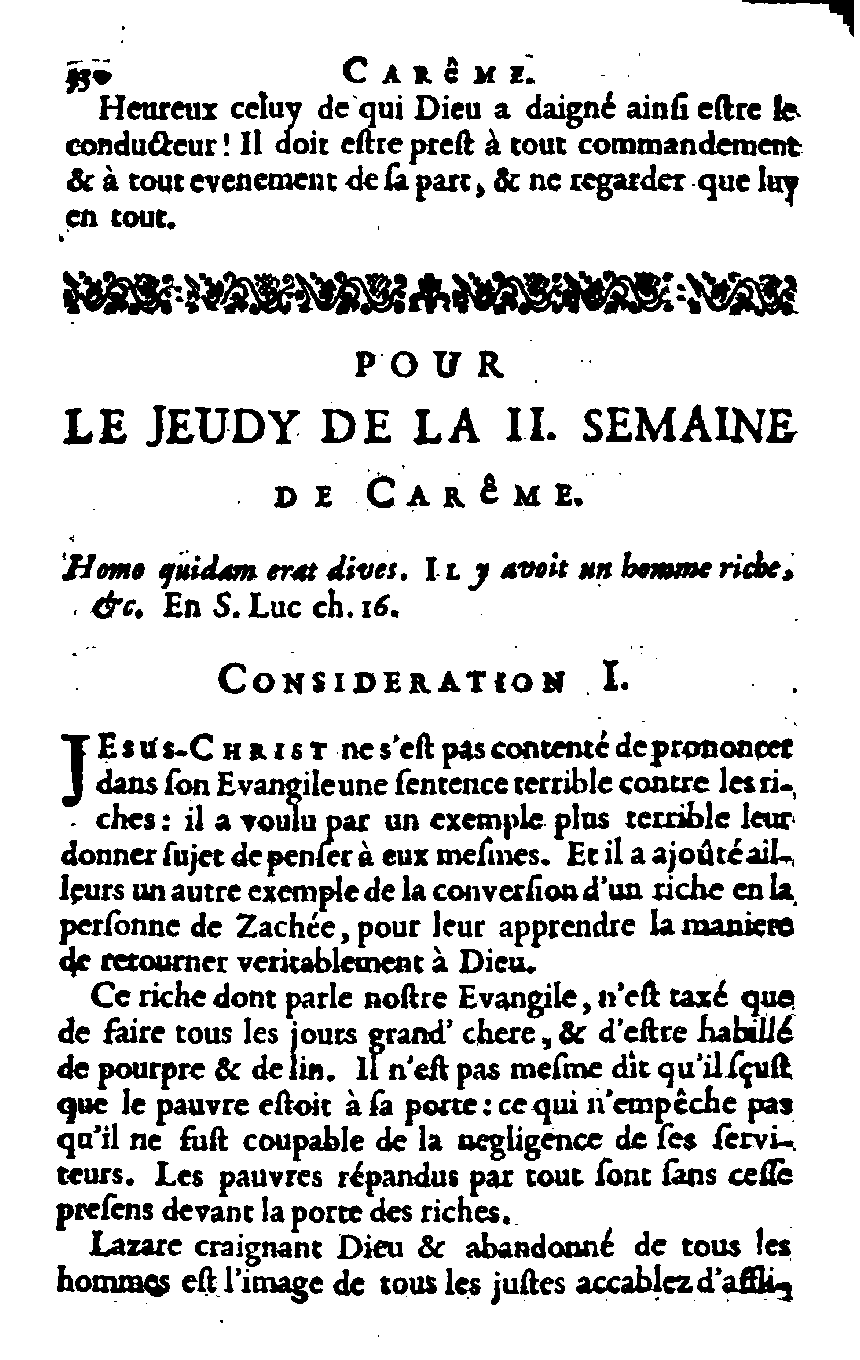 CARêME.
Heureux celuy de qui Dieu a daigné ainſi eſtre le
conducteur! Il doit eſtre preſt à tout commandement
& à tout evenement de ſa part, & ne regarder que luy
en tout.
POUR
LE JEUDY DE LA II. SEMAINE
DE CARêME.
Homo quidam erat dives. IL y avoit un homme riche,
&c. En S. Luc ch. 16.
CONSIDERATION I.
JESUS-CHRIST ne s'eſt pas contenté de prononcer
dans ſon Evangile une ſentence terrible contre les ri-
ches: il a voulu par un exemple plus terrible leur
donner ſujet de penſer à eux meſmes. Et il a ajoûté ail-
leurs un autre exemple de la converſion d'un riche en la
perſonne de Zachée, pour leur apprendre la maniere
de retourner veritablement à Dieu.
Ce riche dont parle noſtre Evangile, n'eſt taxé que
de faire tous les jours grand' chere, & d'eſtre habillé
de pourpre & de lin. Il n'eſt pas meſme dit qu'il ſçuſt
que le pauvre eſtoit à ſa porte: ce qui n'empêche pas
qu'il ne fuſt coupable de la negligence de ſes ſervi-
teurs. Les pauvres répandus par tout ſont ſans ceſſe
preſens devant la porte des riches.
Lazare craignant Dieu & abandonné de tous les
hommes eſt l'image de tous les juſtes accablez d'affli-